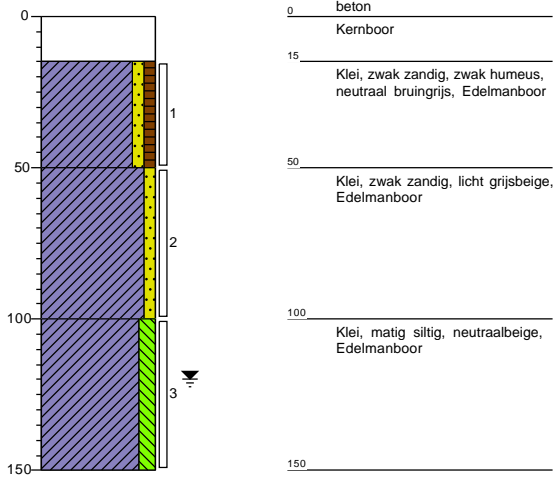 0
50
100
150
1
2
3
0
beton
Kernboor
15
Klei, zwak zandig, zwak humeus,
neutraal bruingrijs, Edelmanboor
50
Klei, zwak zandig, licht grijsbeige,
Edelmanboor
100
Klei, matig siltig, neutraalbeige,
Edelmanboor
150